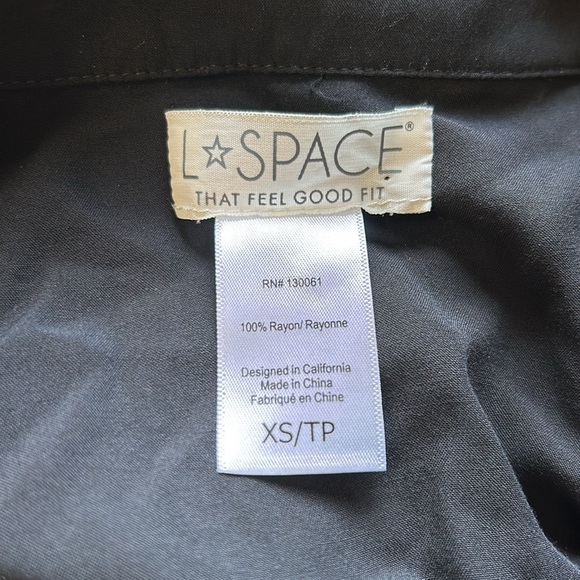 L☆SPACE®
THAT FEEL GOOD FIT
RN# 130061
100% Rayon/ Rayonne
Designed in California
Made in China
Fabriqué en Chine
XS/TP